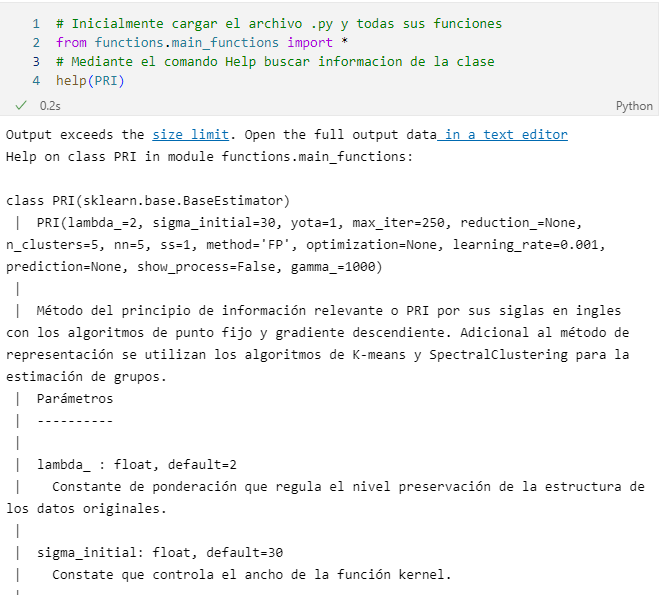 1 # Inicialmente cargar el archivo .py y todas sus funciones
2 from functions.main_functions import *
3 # Mediante el comando Help buscar informacion de la clase
4 help(PRI)
✓ 0.2s Python
Output exceeds the size limit. Open the full output data in a text editor
Help on class PRI in module functions.main_functions:

class PRI(sklearn.base.BaseEstimator)
 |  PRI(lambda_=2, sigma_initial=30, yota=1, max_iter=250, reduction_=None,
n_clusters=5, nn=5, ss=1, method='FP', optimization=None, learning_rate=0.001,
prediction=None, show_process=False, gamma_=1000)
 |
 |  Método del principio de información relevante o PRI por sus siglas en ingles
con los algoritmos de punto fijo y gradiente descendiente. Adicional al método de
representación se utilizan los algoritmos de K-means y SpectralClustering para la
estimación de grupos.
 |  Parámetros
 |  ----------
 |
 |  lambda_ : float, default=2
 |    Constante de ponderación que regula el nivel preservación de la estructura de
los datos originales.
 |
 |  sigma_initial: float, default=30
 |    Constate que controla el ancho de la función kernel.
 |